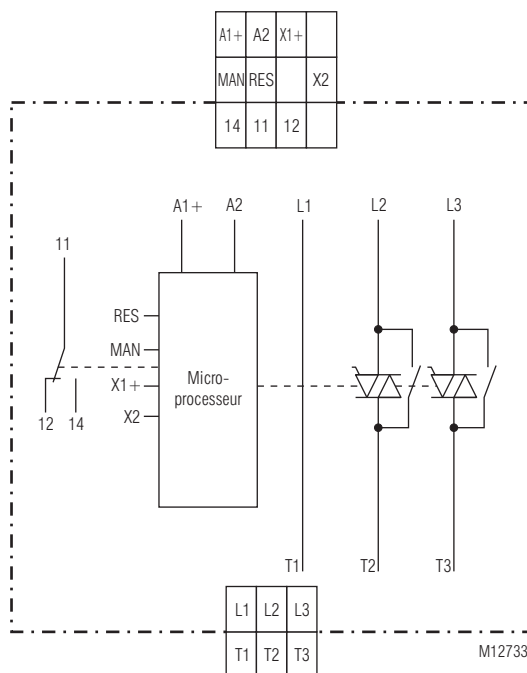 A1+ A2 X1+
MAN RES X2
14 11 12
A1+ A2 L1 L2 L3
11
RES
MAN
X1+
X2
Micro-
processeur
12 14
T1 T2 T3
L1 L2 L3
T1 T2 T3
M12733